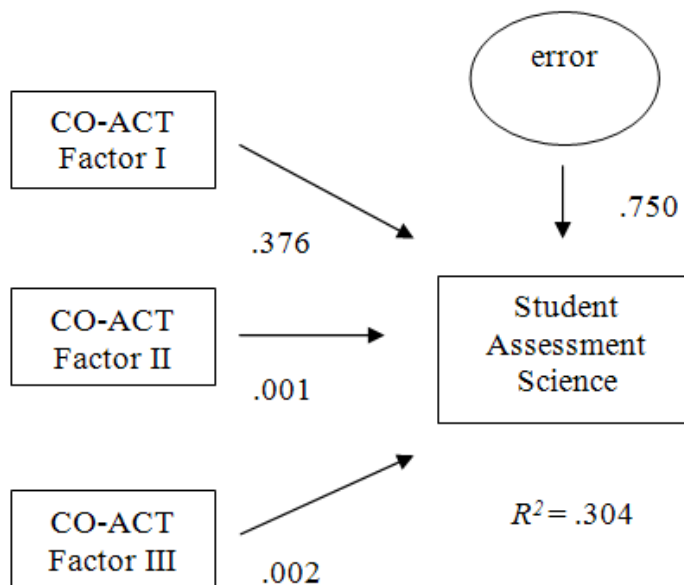 error
CO-ACT
Factor I
.750
.376
CO-ACT
Factor II
.001
Student
Assessment
Science
CO-ACT
Factor III
.002
R² = .304